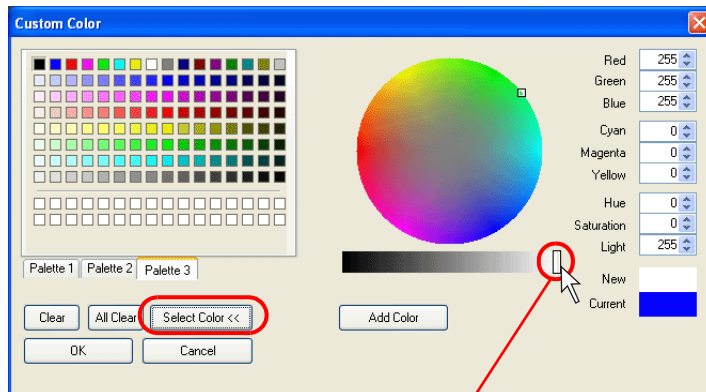 Custom Color
Red 255
Green 255
Blue 255
Cyan 0
Magenta 0
Yellow 0
Hue 0
Saturation 0
Light 255
New
Current
Palette 1 Palette 2 Palette 3
Clear All Clear Select Color << Add Color
OK Cancel